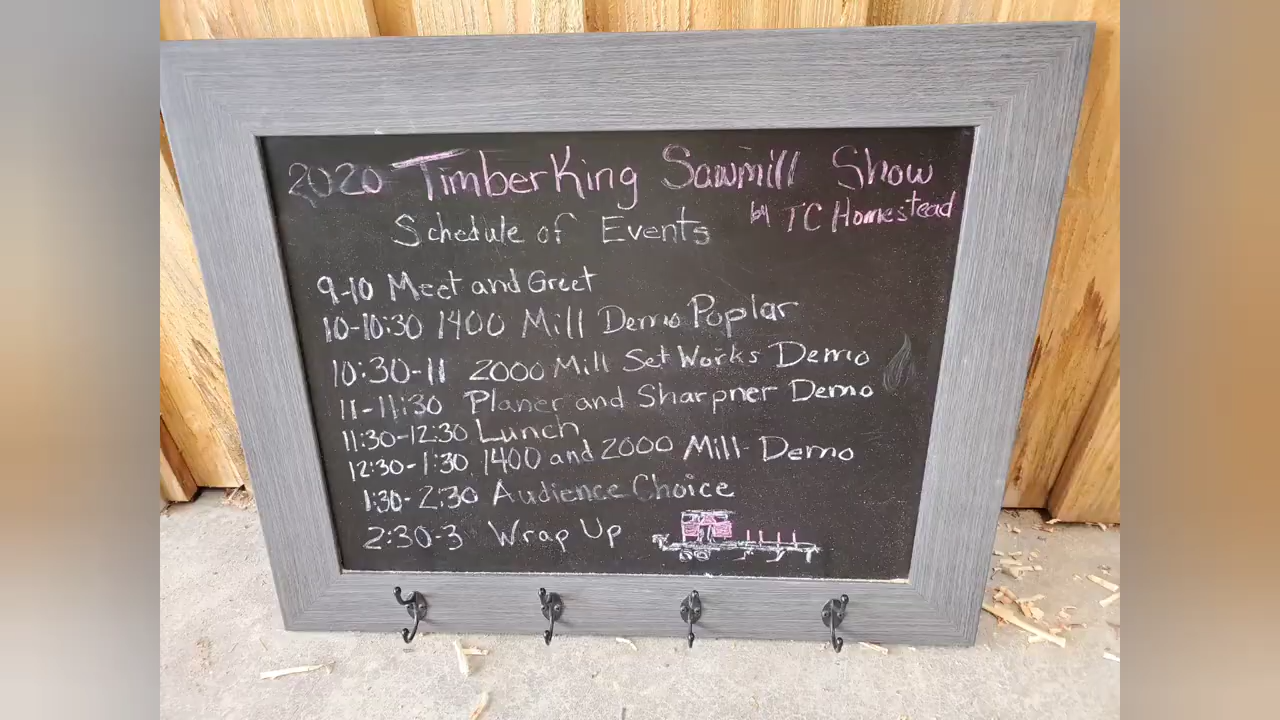 2020 TimberKing Sawmill Show
by TC Homestead
Schedule of Events
9-10 Meet and Greet
10-10:30 1400 Mill Demo Poplar
10:30-11 2000 Mill Set Works Demo
11-11:30 Planer and Sharpner Demo
11:30-12:30 Lunch
12:30-1:30 1400 and 2000 Mill Demo
1:30-2:30 Audience Choice
2:30-3 Wrap Up